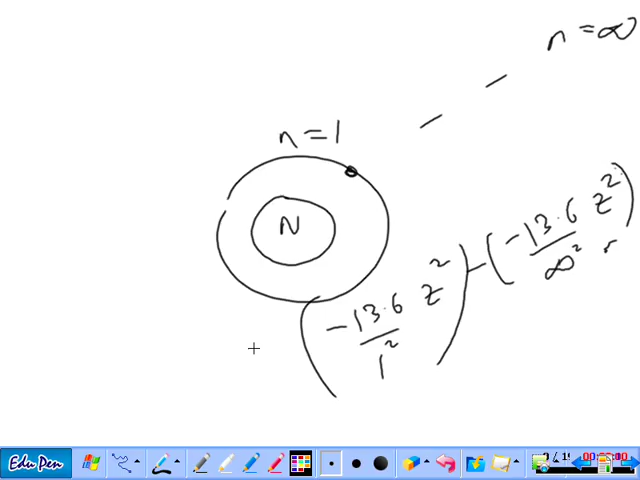 n = ∞
n = 1
N
(-13.6/1² z²) - (-13.6/∞² z²)
Edu Pen